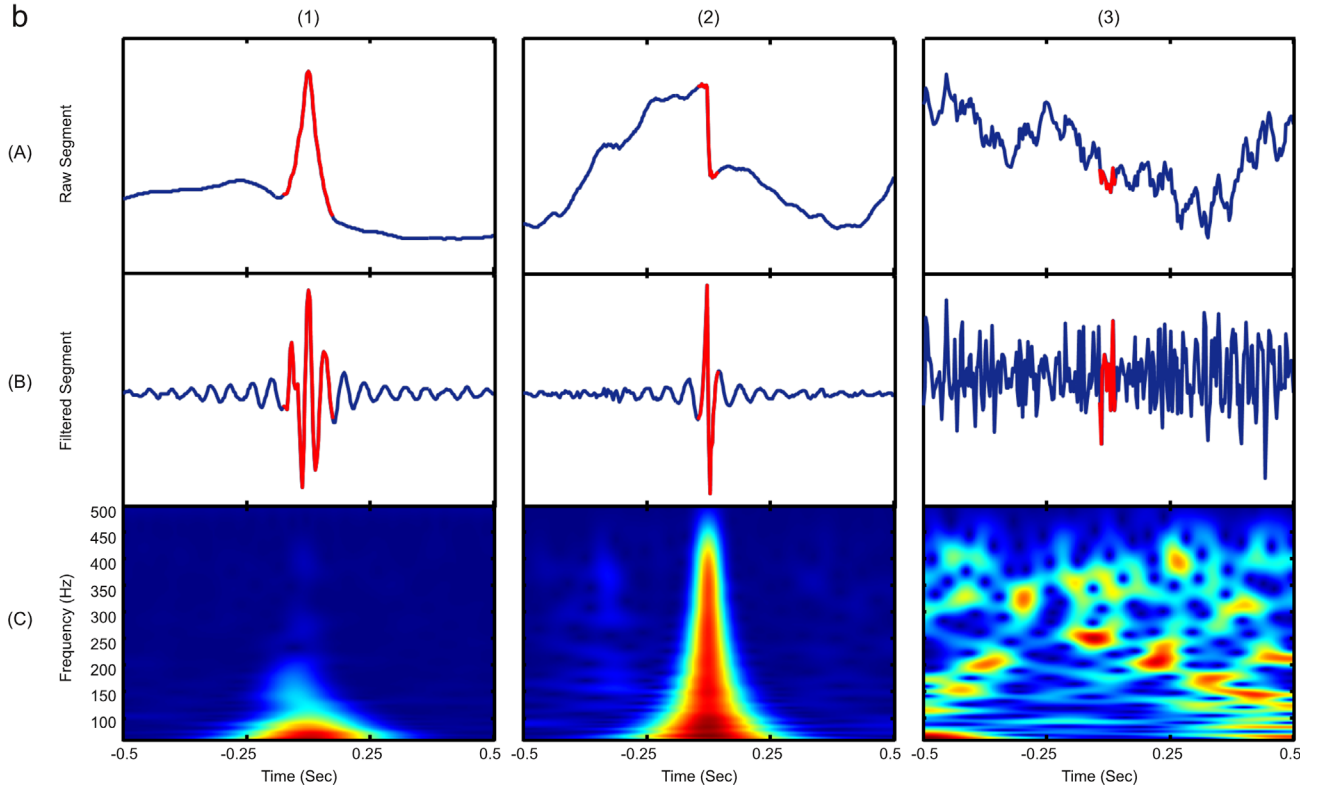 b
(1) (2) (3)
(A) Raw Segment
(B) Filtered Segment
(C) Frequency (Hz)
500
450
400
350
300
250
200
150
100
-0.5 -0.25 0.25 0.5 -0.5 -0.25 0.25 0.5 -0.5 -0.25 0.25 0.5
Time (Sec) Time (Sec) Time (Sec)